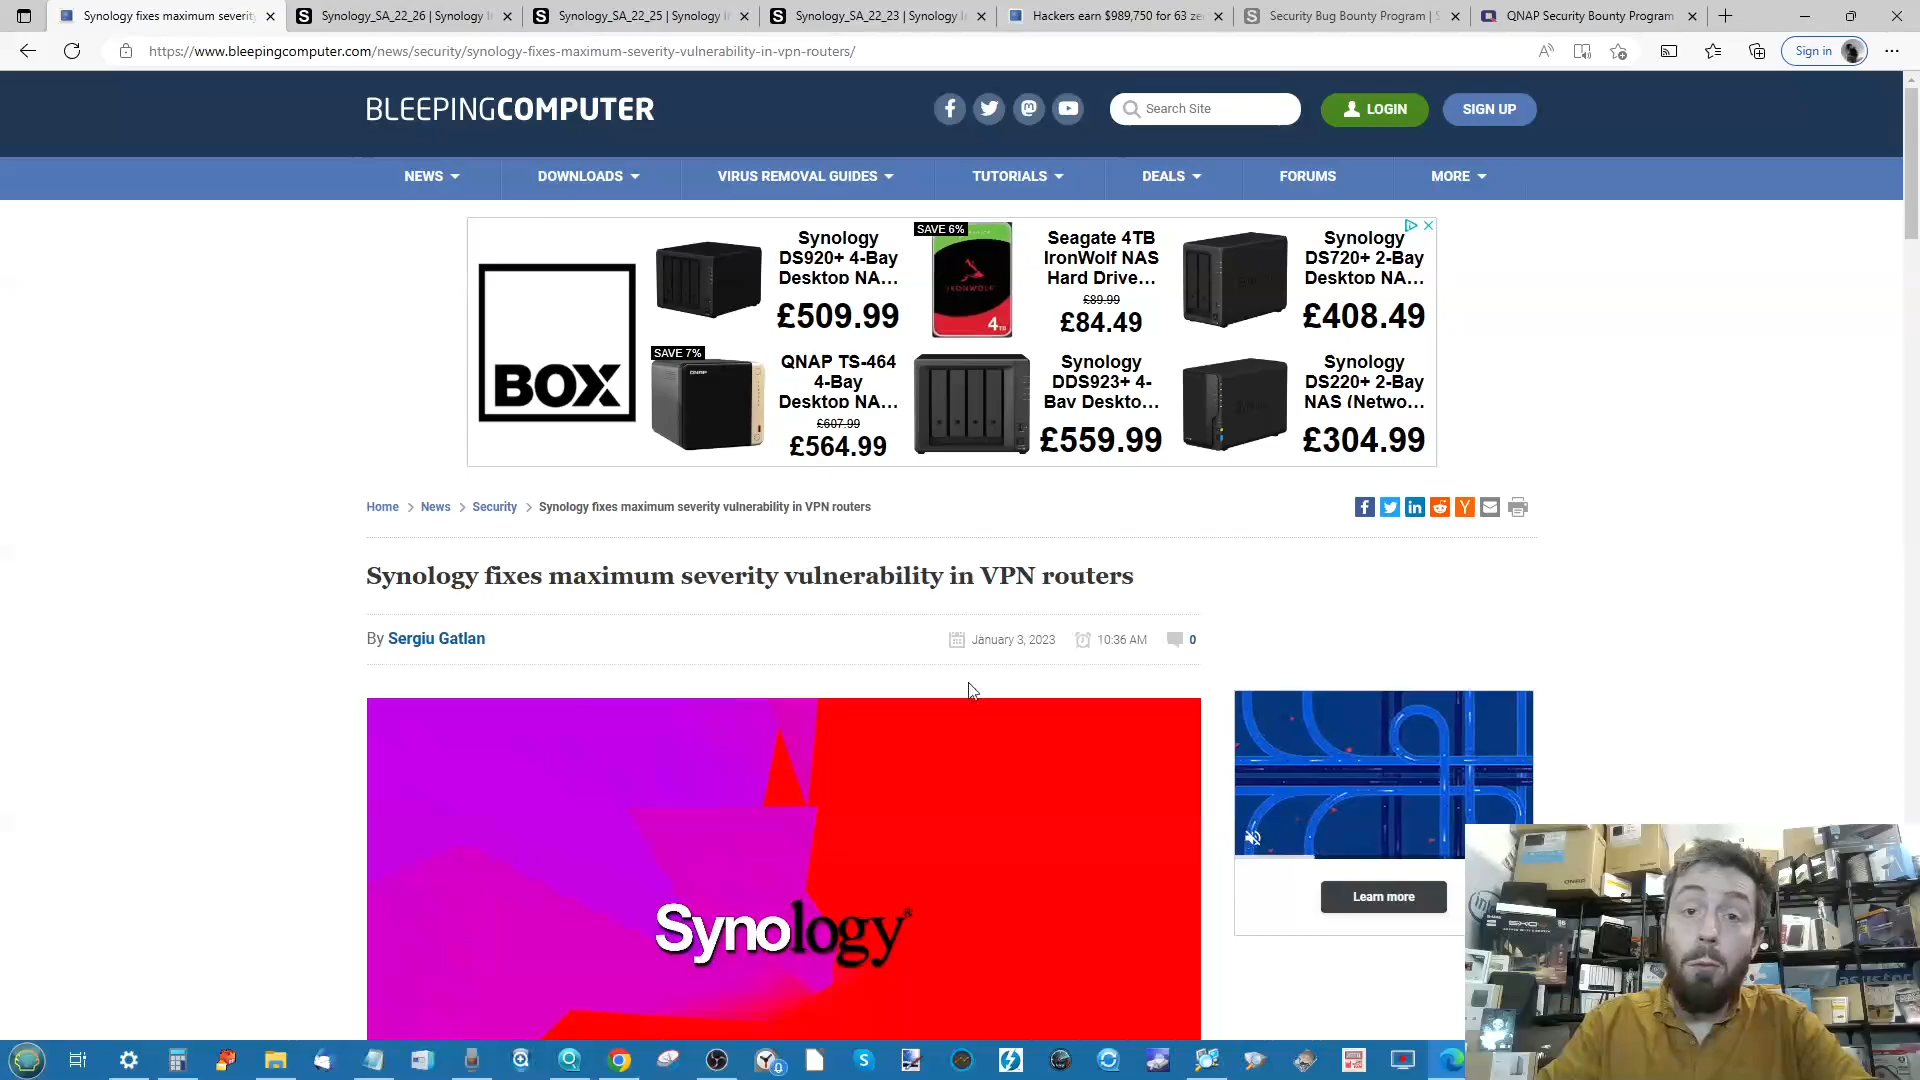 Synology fixes maximum severity
Synology_SA_22_26 | Synology I
Synology_SA_22_25 | Synology I
Synology_SA_22_23 | Synology I
Hackers earn $989,750 for 63 ze
Security Bug Bounty Program | S
QNAP Security Bounty Program
https://www.bleepingcomputer.com/news/security/synology-fixes-maximum-severity-vulnerability-in-vpn-routers/
Sign in
BLEEPINGCOMPUTER
Search Site
LOGIN
SIGN UP
NEWS
DOWNLOADS
VIRUS REMOVAL GUIDES
TUTORIALS
DEALS
FORUMS
MORE
BOX
Synology
DS920+ 4-Bay
Desktop NA...
£509.99
SAVE 6%
IRONWOLF
4TB
Seagate 4TB
IronWolf NAS
Hard Drive...
£89.99
£84.49
Synology
DS720+ 2-Bay
Desktop NA...
£408.49
SAVE 7%
QNAP
QNAP TS-464
4-Bay
Desktop NA...
£607.99
£564.99
Synology
DDS923+ 4-
Bay Deskto...
£559.99
Synology
DS220+ 2-Bay
NAS (Netwo...
£304.99
Home > News > Security > Synology fixes maximum severity vulnerability in VPN routers
Synology fixes maximum severity vulnerability in VPN routers
By Sergiu Gatlan
January 3, 2023
10:36 AM
0
Synology®
Learn more